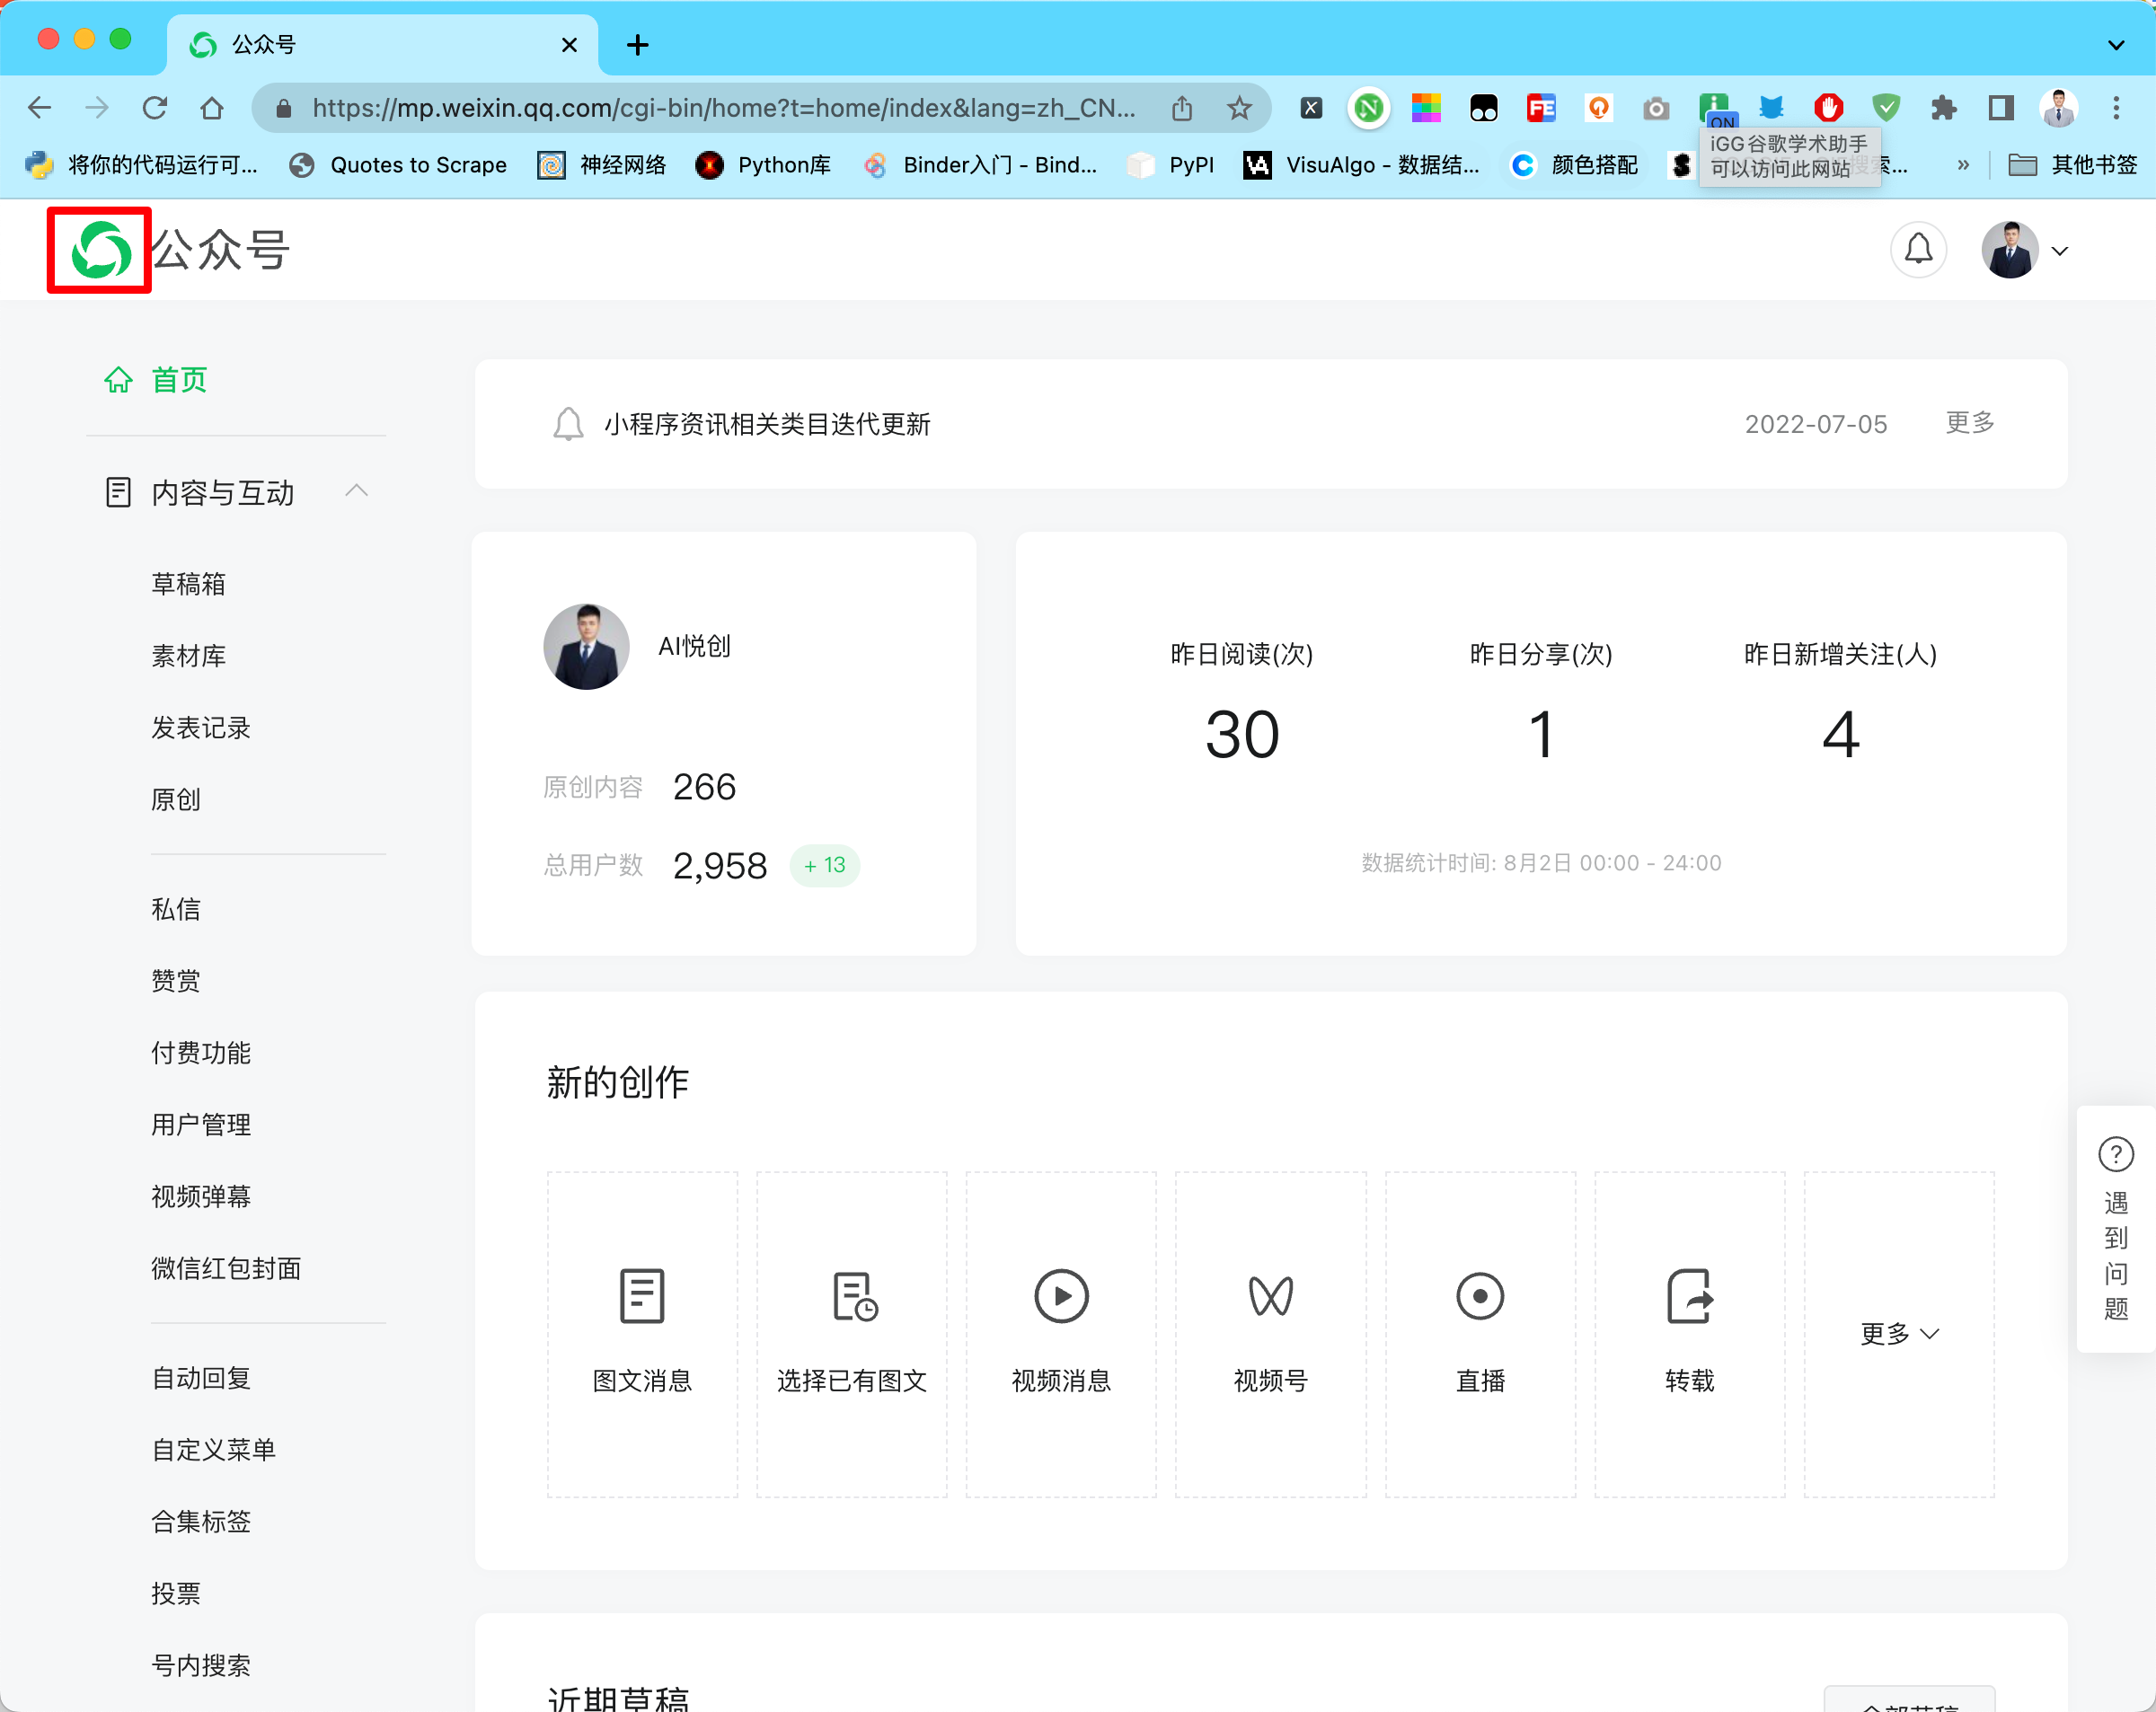 公众号
https://mp.weixin.qq.com/cgi-bin/home?t=home/index&lang=zh_CN...
ON
将你的代码运行可...
Quotes to Scrape
神经网络
Python库
Binder入门 - Bind...
PyPI
VisuAlgo - 数据结...
颜色搭配
iGG谷歌学术助手
可以访问此网站
搜索...
»
其他书签
公众号
首页
小程序资讯相关类目迭代更新
2022-07-05
更多
内容与互动
草稿箱
素材库
发表记录
原创
私信
赞赏
付费功能
用户管理
视频弹幕
微信红包封面
自动回复
自定义菜单
合集标签
投票
号内搜索
AI悦创
原创内容 266
总用户数 2,958 + 13
昨日阅读(次)
30
昨日分享(次)
1
昨日新增关注(人)
4
数据统计时间: 8月2日 00:00 - 24:00
新的创作
图文消息
选择已有图文
视频消息
视频号
直播
转载
更多
遇到问题
近期草稿
全部草稿